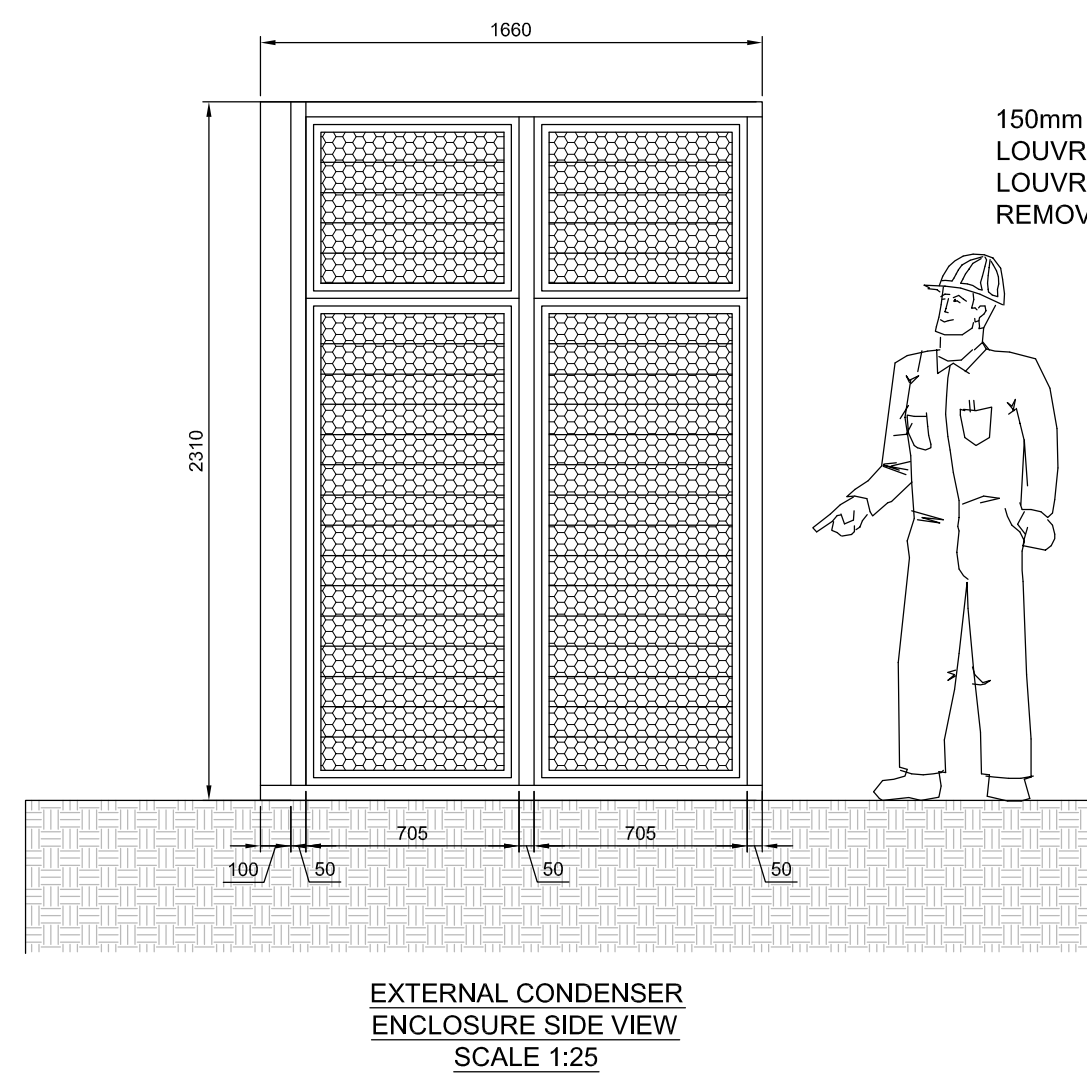 1660
150mm
LOUVR
LOUVR
REMOV
2310
705
705
100
50
50
50
EXTERNAL CONDENSER
ENCLOSURE SIDE VIEW
SCALE 1:25